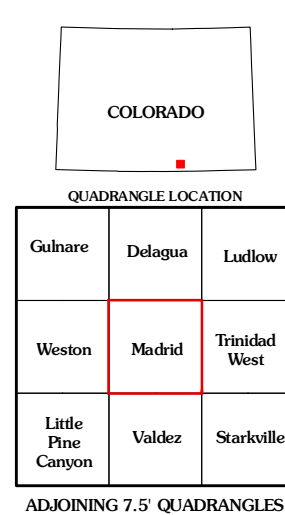 COLORADO
QUADRANGLE LOCATION
Gulnare
Delagua
Ludlow
Weston
Madrid
Trinidad
West
Little
Pine
Canyon
Valdez
Starkville
ADJOINING 7.5' QUADRANGLES